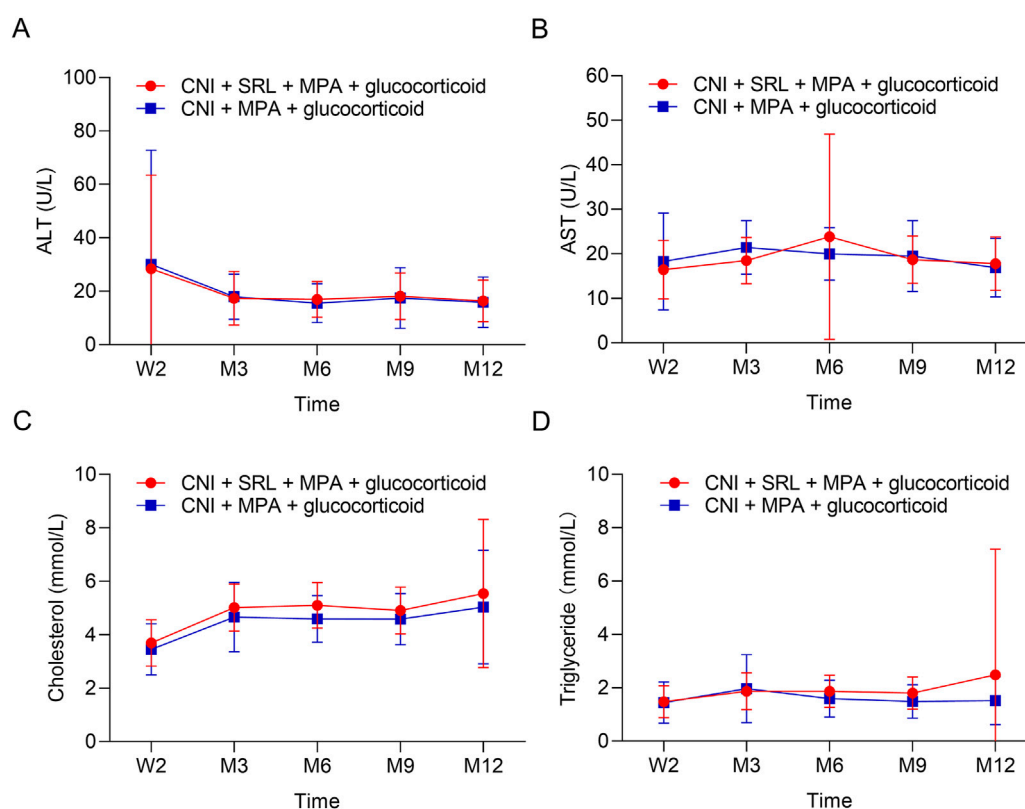 A
CNI + SRL + MPA + glucocorticoid
CNI + MPA + glucocorticoid
ALT (U/L)
100
80
60
40
20
0
W2 M3 M6 M9 M12
Time
B
CNI + SRL + MPA + glucocorticoid
CNI + MPA + glucocorticoid
AST (U/L)
60
50
40
30
20
10
0
W2 M3 M6 M9 M12
Time
C
CNI + SRL + MPA + glucocorticoid
CNI + MPA + glucocorticoid
Cholesterol (mmol/L)
10
8
6
4
2
0
W2 M3 M6 M9 M12
Time
D
CNI + SRL + MPA + glucocorticoid
CNI + MPA + glucocorticoid
Triglyceride (mmol/L)
10
8
6
4
2
0
W2 M3 M6 M9 M12
Time